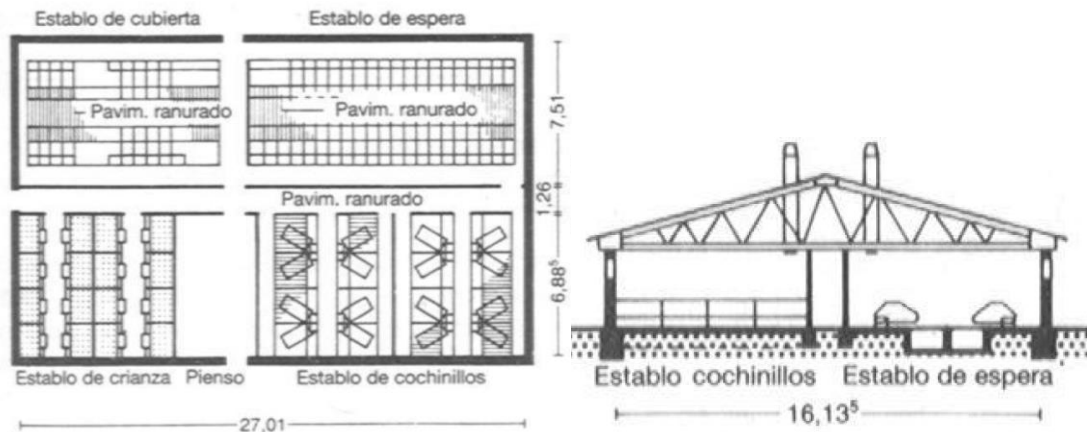 Establo de cubierta
Establo de espera
Pavim. ranurado
Pavim. ranurado
7,51
Pavim. ranurado
1,26
6,88⁵
Establo de crianza
Pienso
Establo de cochinillos
27,01
Establo cochinillos
Establo de espera
16,13⁵